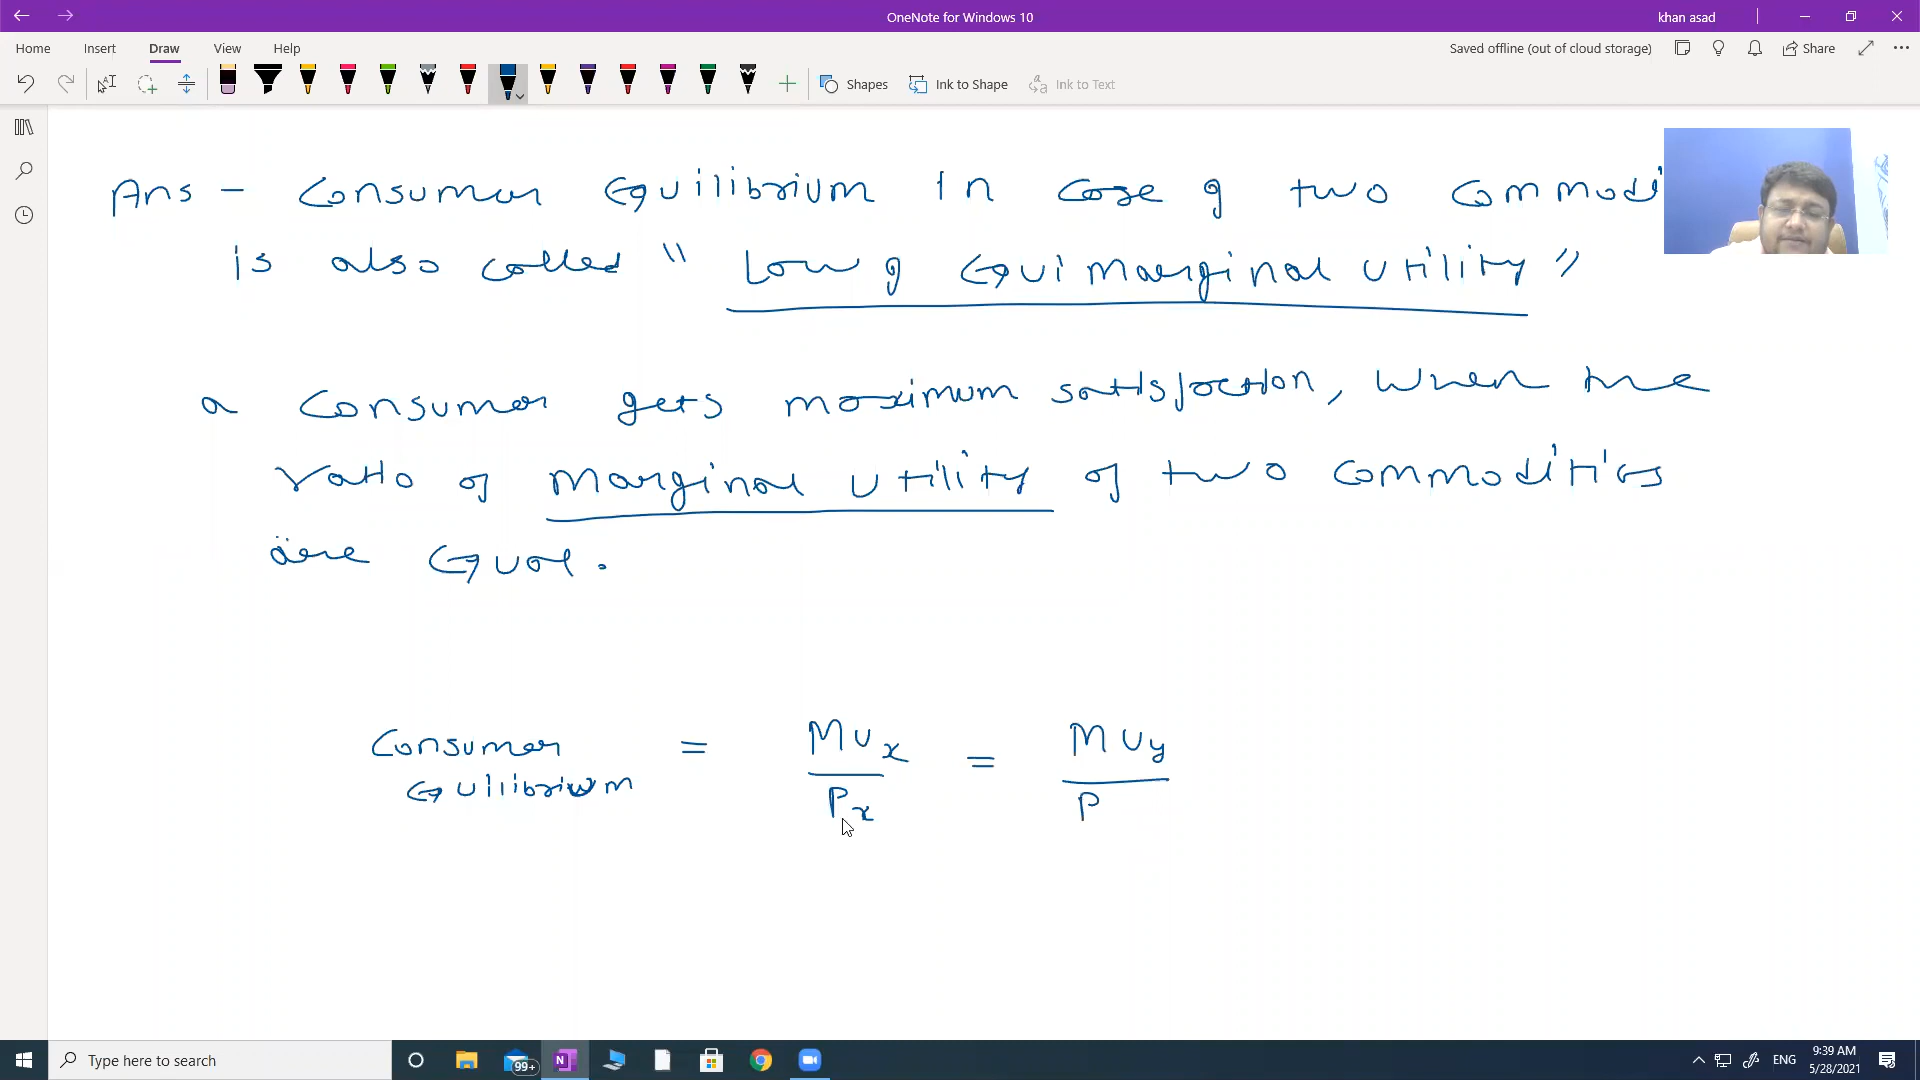 OneNote for Windows 10
khan asad
Home Insert Draw View Help
Saved offline (out of cloud storage)
Share
Shapes
Ink to Shape
Ink to Text
Ans - Consumer Equilibrium in case of two commodi
is also called " Law of Equi marginal utility "
a consumer gets maximum satisfaction, when the
ratio of marginal utility of two commodities
are equal.
Consumer = MUx = MUy
Equilibrium Px P
Type here to search
99+
ENG
9:39 AM
5/28/2021